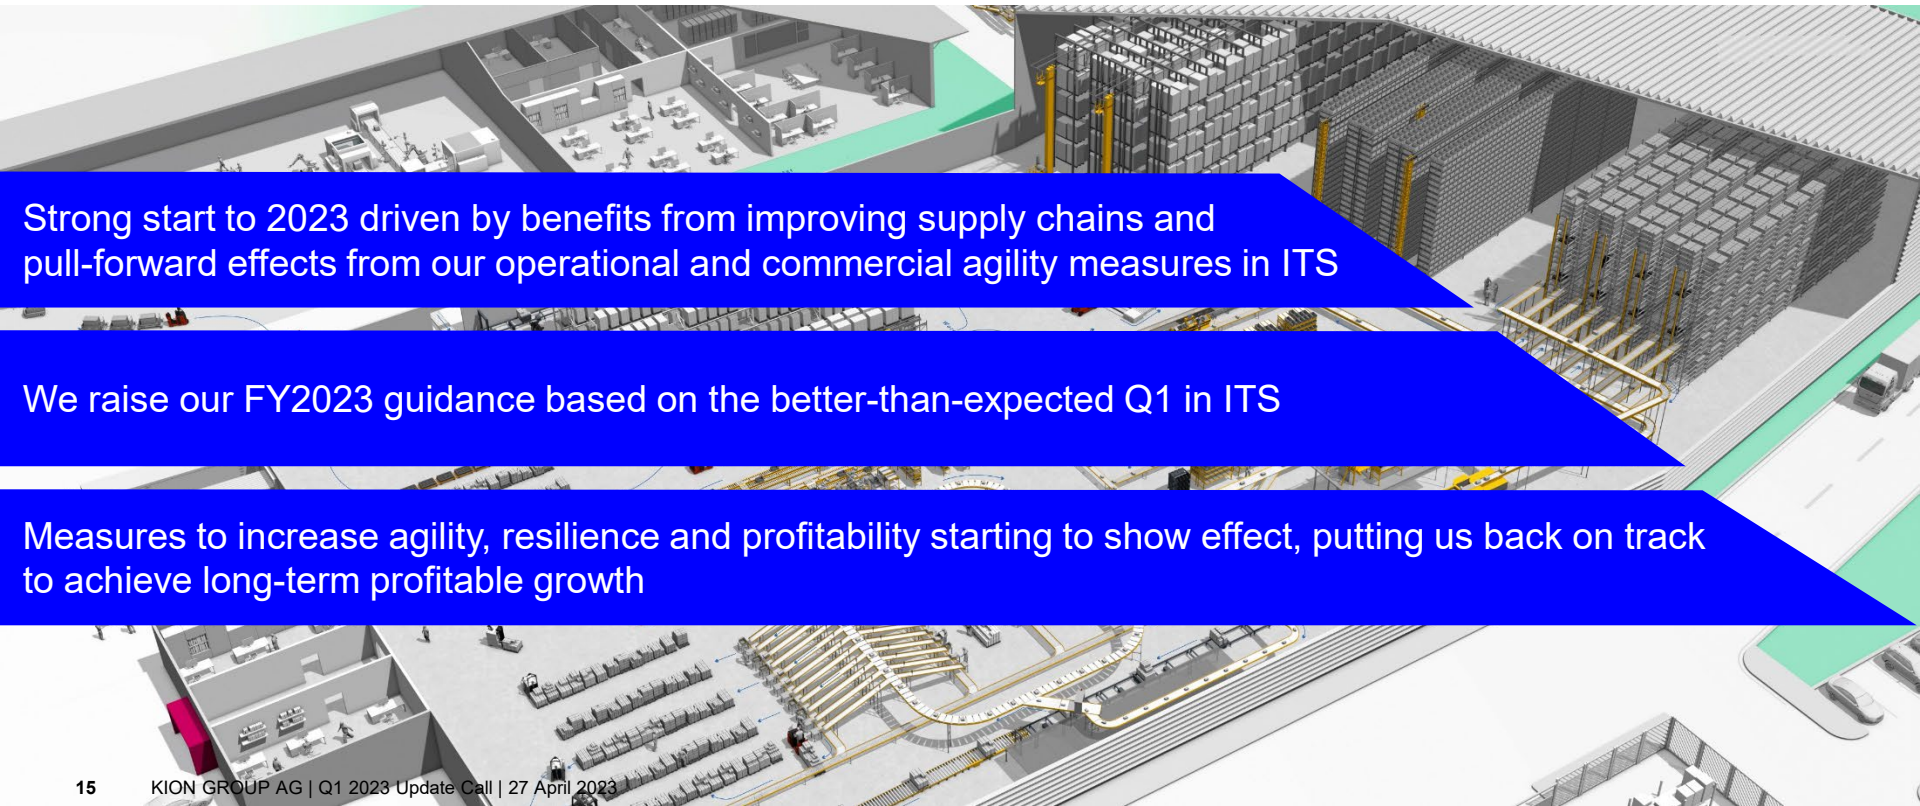 Strong start to 2023 driven by benefits from improving supply chains and
pull-forward effects from our operational and commercial agility measures in ITS
We raise our FY2023 guidance based on the better-than-expected Q1 in ITS
Measures to increase agility, resilience and profitability starting to show effect, putting us back on track
to achieve long-term profitable growth
15 KION GROUP AG | Q1 2023 Update Call | 27 April 2023